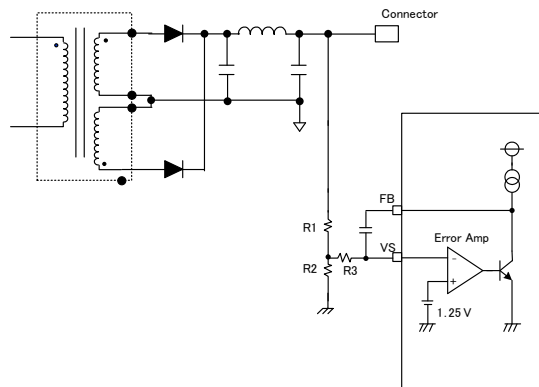 Connector
FB
R1
Error Amp
VS
R2
R3
-
+
1.25 V